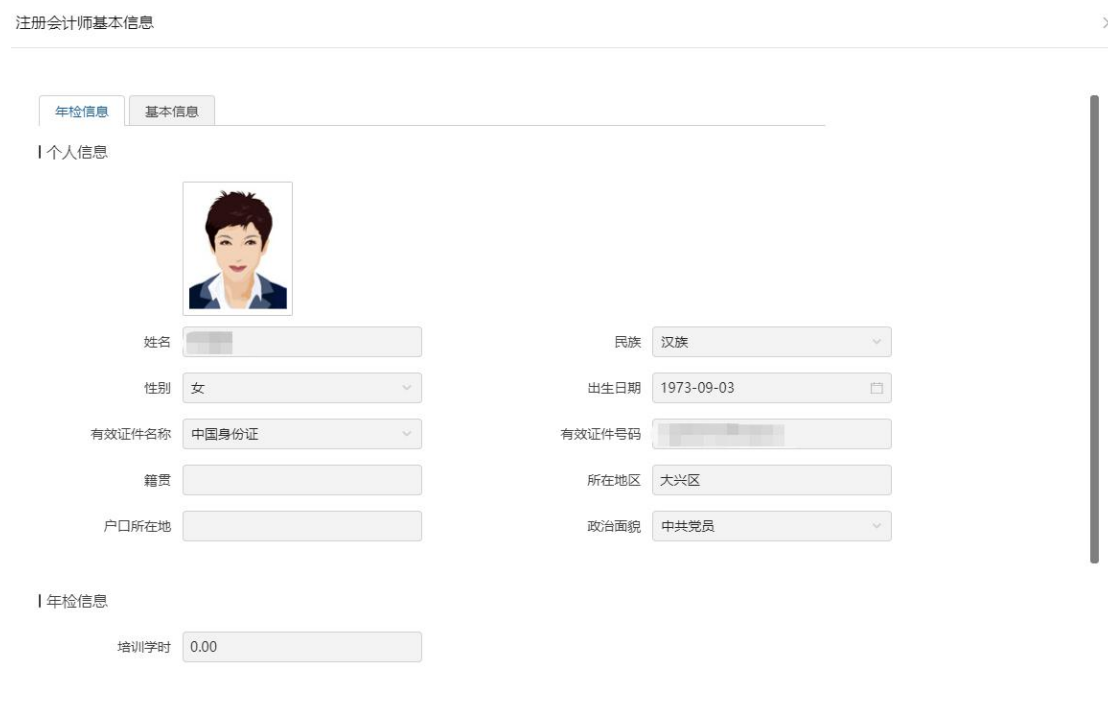 注册会计师基本信息
年检信息 基本信息
个人信息
姓名 民族 汉族
性别 女 出生日期 1973-09-03
有效证件名称 中国身份证 有效证件号码
籍贯 所在地区 大兴区
户口所在地 政治面貌 中共党员
年检信息
培训学时 0.00